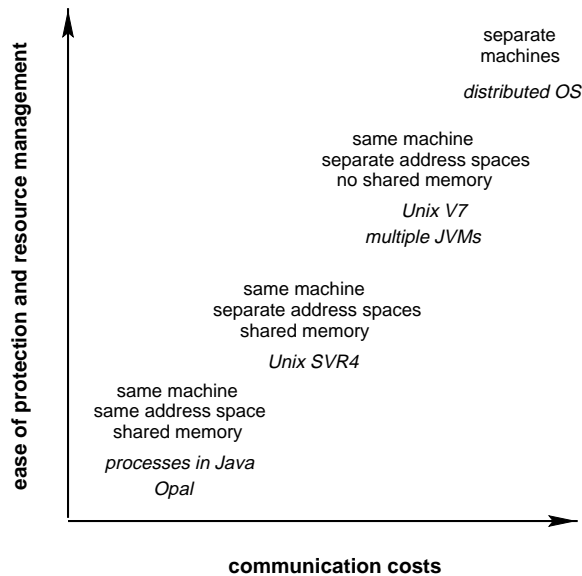 separate
machines
distributed OS
same machine
separate address spaces
no shared memory
Unix V7
multiple JVMs
same machine
separate address spaces
shared memory
Unix SVR4
same machine
same address space
shared memory
processes in Java
Opal
ease of protection and resource management
communication costs